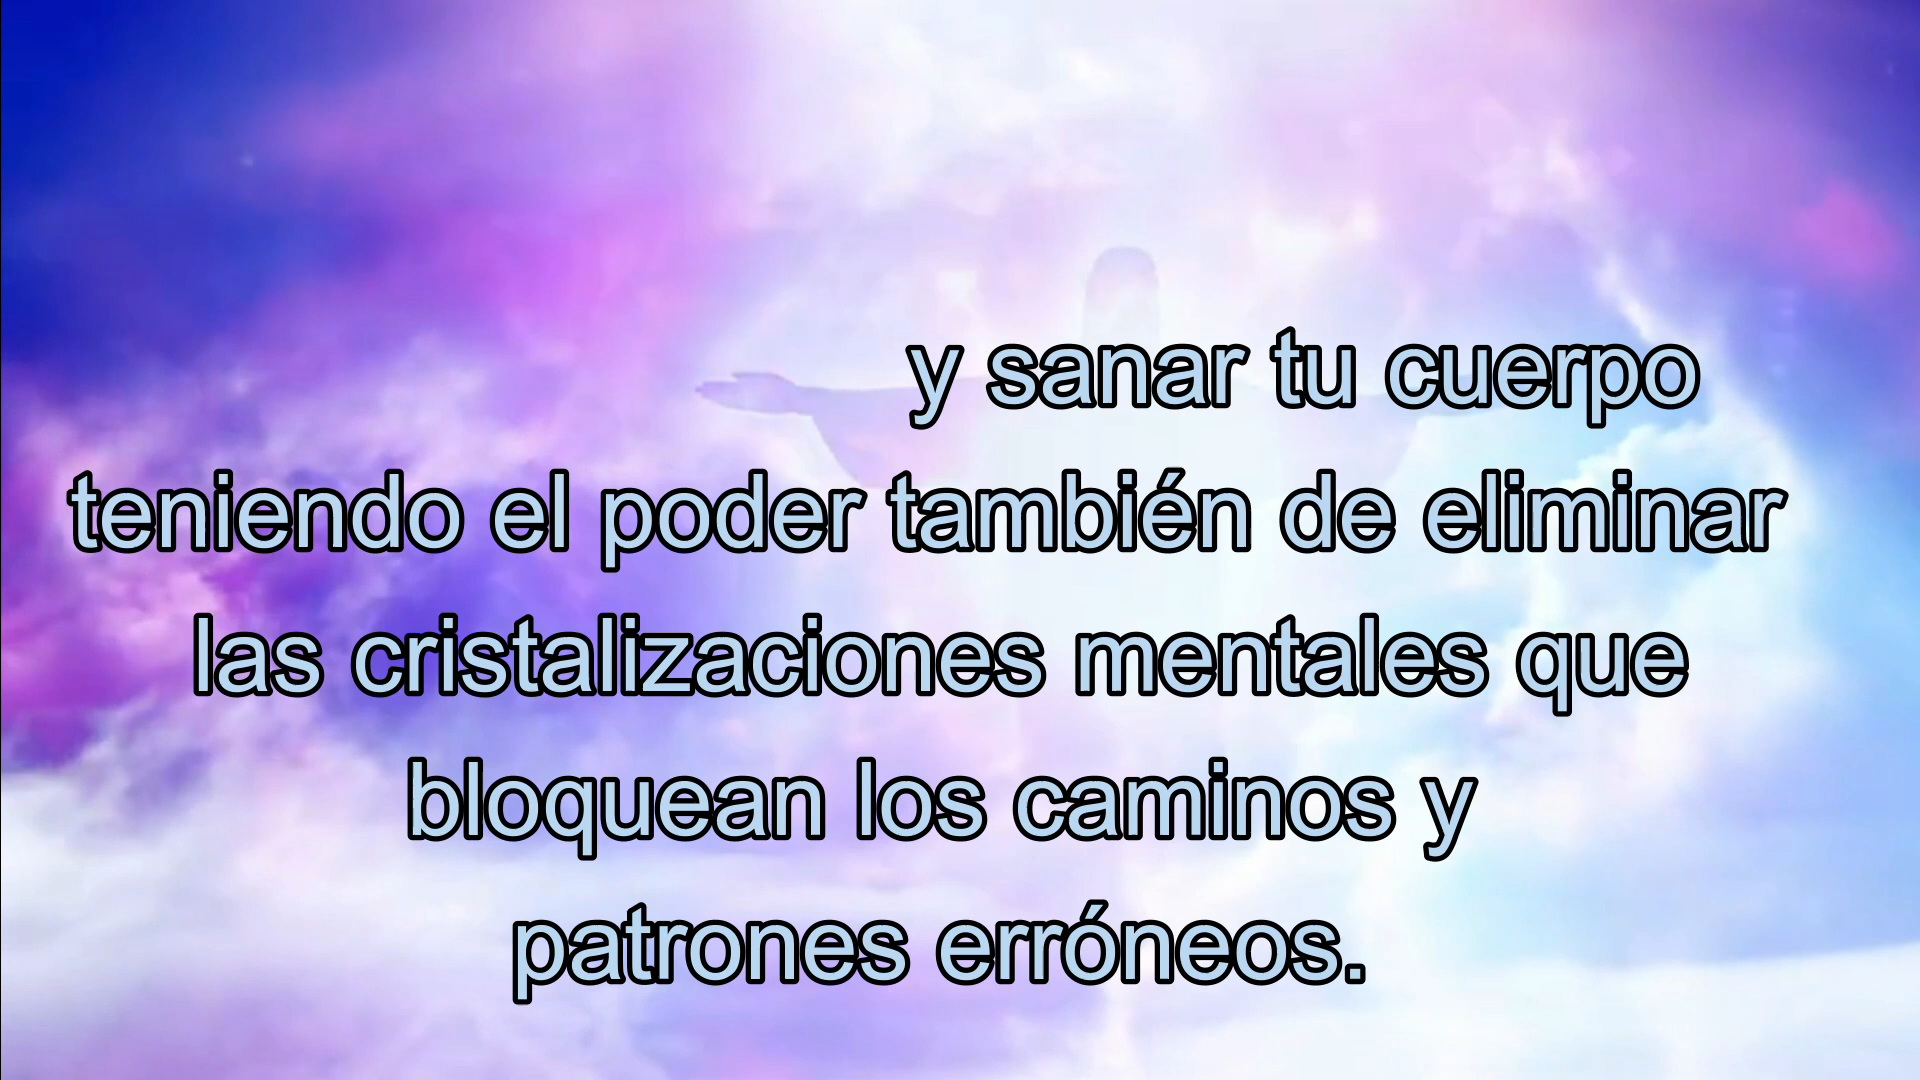 y sanar tu cuerpo
teniendo el poder también de eliminar
las cristalizaciones mentales que
bloquean los caminos y
patrones erróneos.